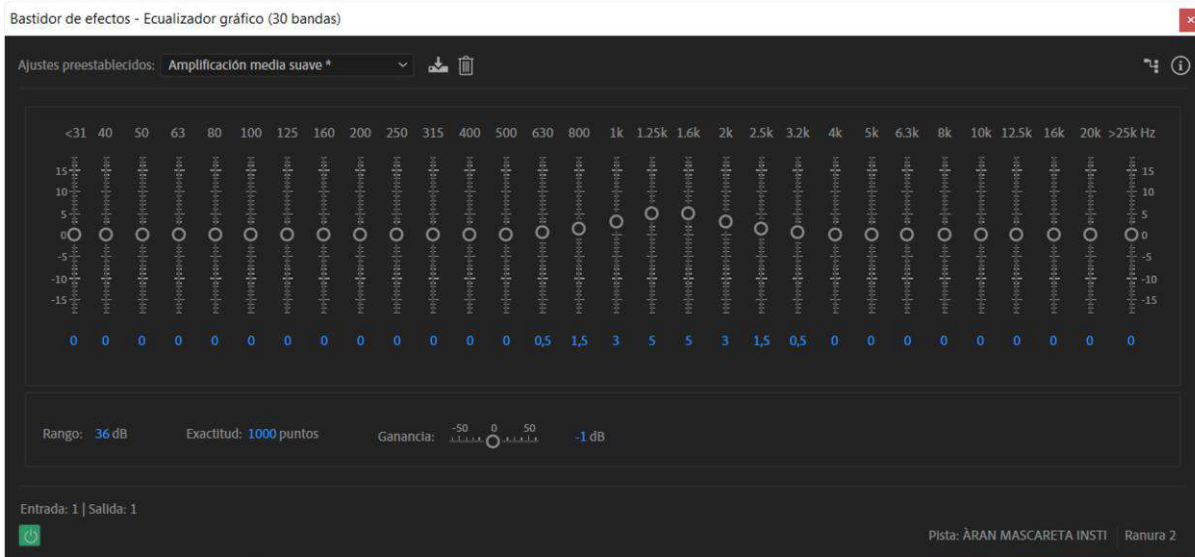 Bastidor de efectos - Ecualizador gráfico (30 bandas)
Ajustes preestablecidos: Amplificación media suave *
<31 40 50 63 80 100 125 160 200 250 315 400 500 630 800 1k 1.25k 1.6k 2k 2.5k 3.2k 4k 5k 6.3k 8k 10k 12.5k 16k 20k >25k Hz
15 15
10 10
5 5
0 0
-5 -5
-10 -10
-15 -15
0 0 0 0 0 0 0 0 0 0 0 0 0 0,5 1,5 3 5 5 3 1,5 0,5 0 0 0 0 0 0 0 0 0
-50 0 50
Rango: 36 dB Exactitud: 1000 puntos Ganancia: -1 dB
Entrada: 1 | Salida: 1
Pista: ÀRAN MASCARETA INSTI Ranura 2